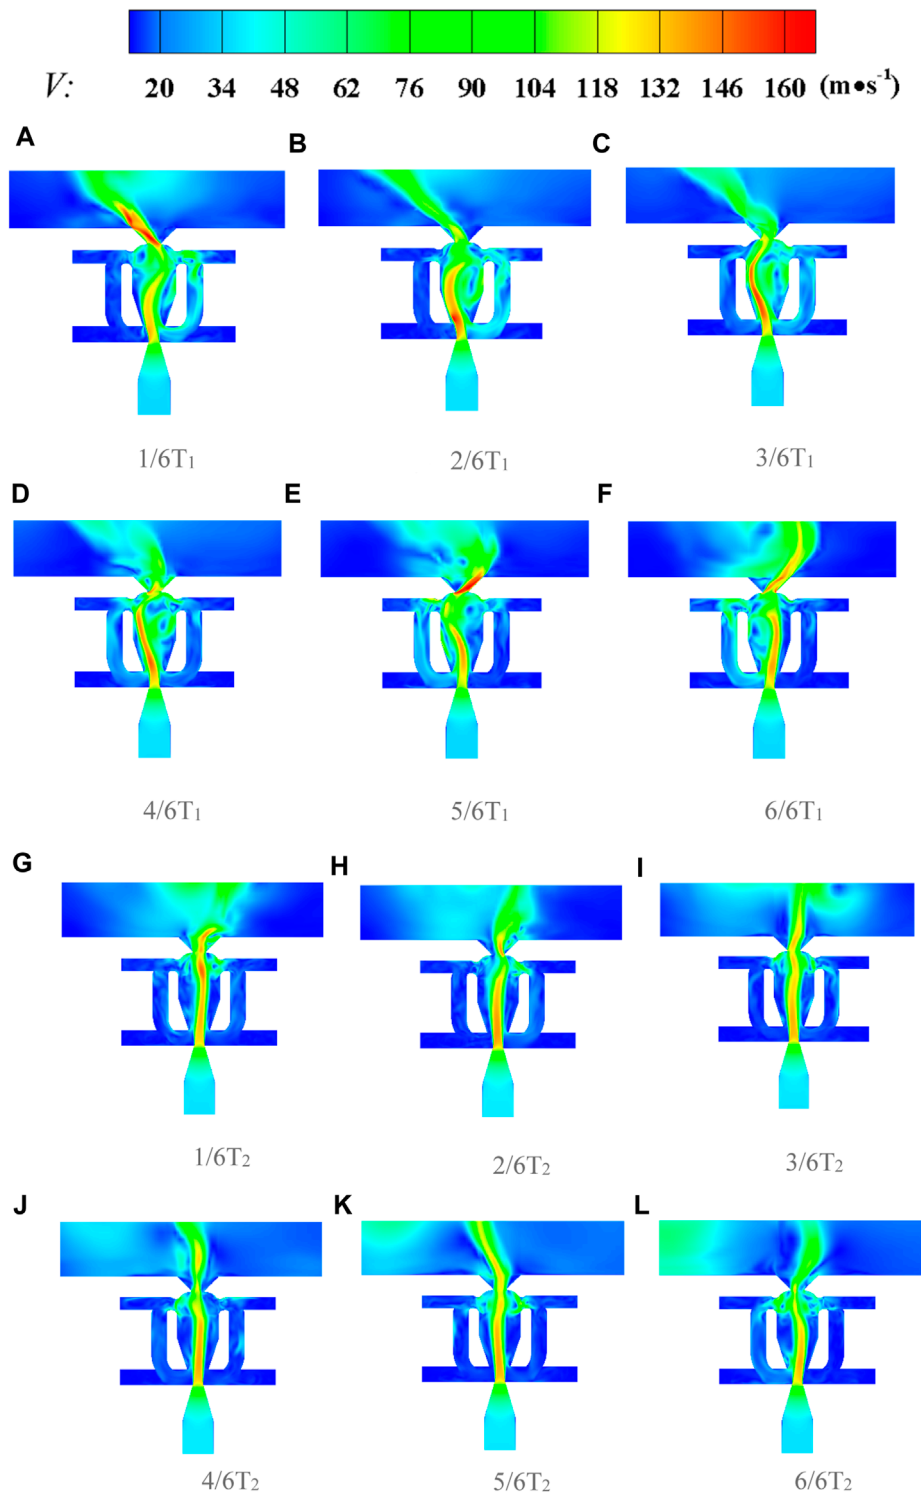 V: 20 34 48 62 76 90 104 118 132 146 160 (m•s⁻¹)
A B C
1/6T₁ 2/6T₁ 3/6T₁
D E F
4/6T₁ 5/6T₁ 6/6T₁
G H I
1/6T₂ 2/6T₂ 3/6T₂
J K L
4/6T₂ 5/6T₂ 6/6T₂